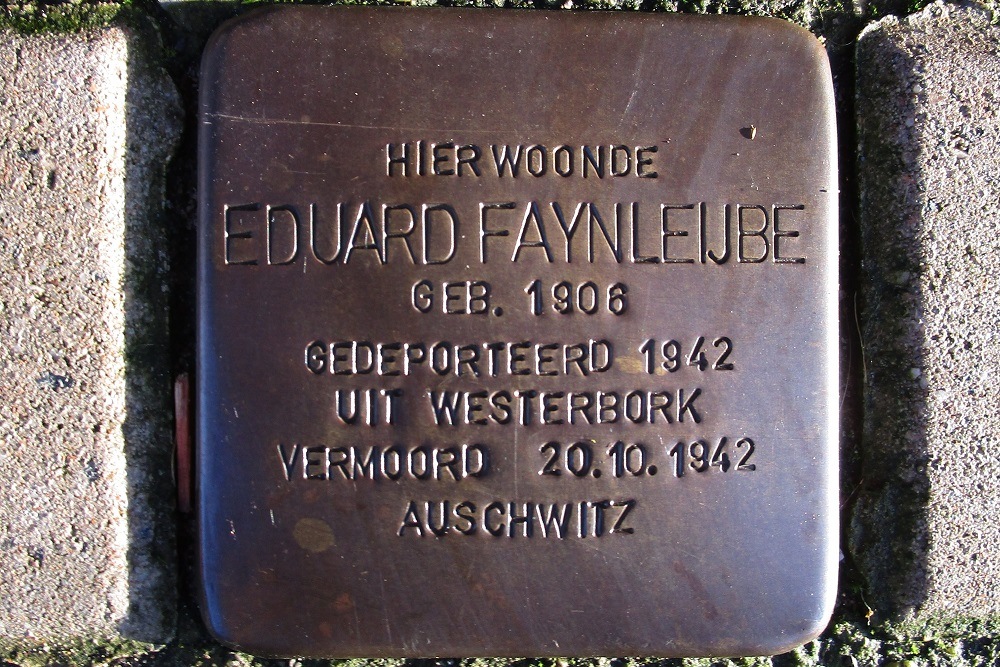 HIER WOONDE
EDUARD FAYNLEIJBE
GEB. 1906
GEDEPORTEERD 1942
UIT WESTERBORK
VERMOORD 20.10.1942
AUSCHWITZ